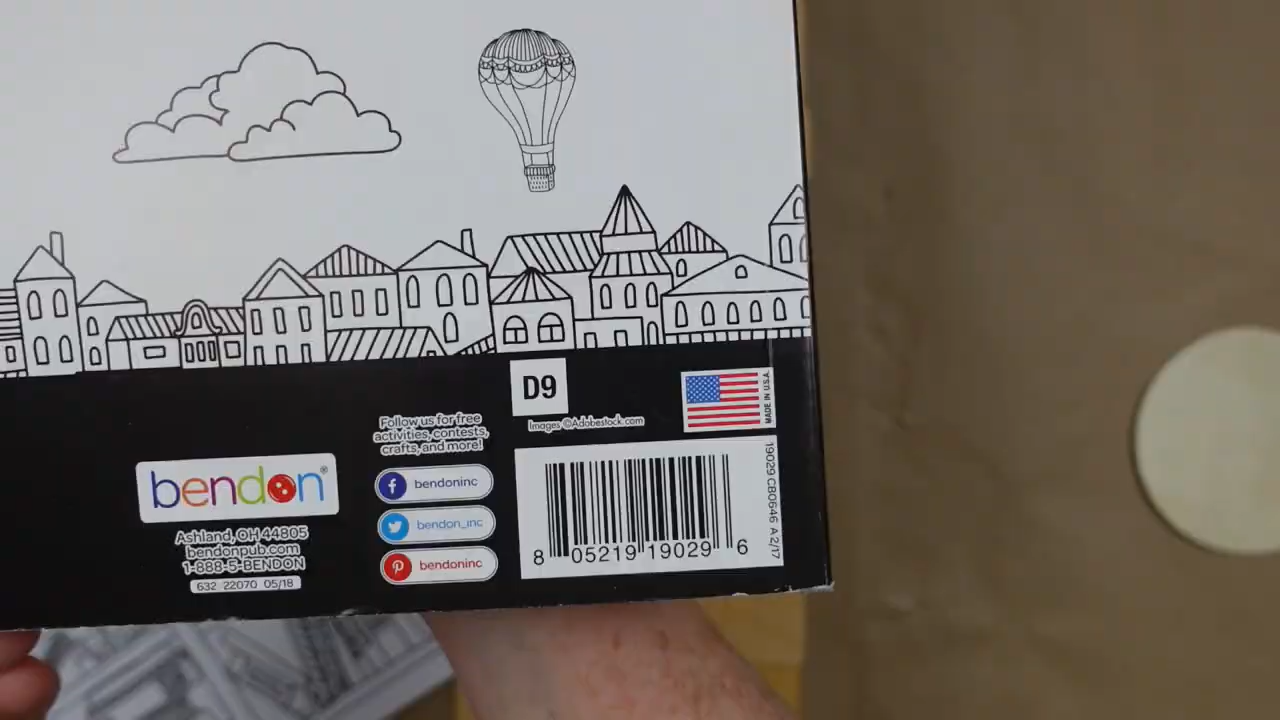 D9
Images ©Adobestock.com
MADE IN U.S.A.
Follow us for free
activities, contests,
crafts, and more!
bendoninc
bendon_inc
bendoninc
bendon®
Ashland, OH 44805
bendonpub.com
1-888-5-BENDON
632 22070 05/18
8 05219 19029 6
19029 CB0646 A 2/17